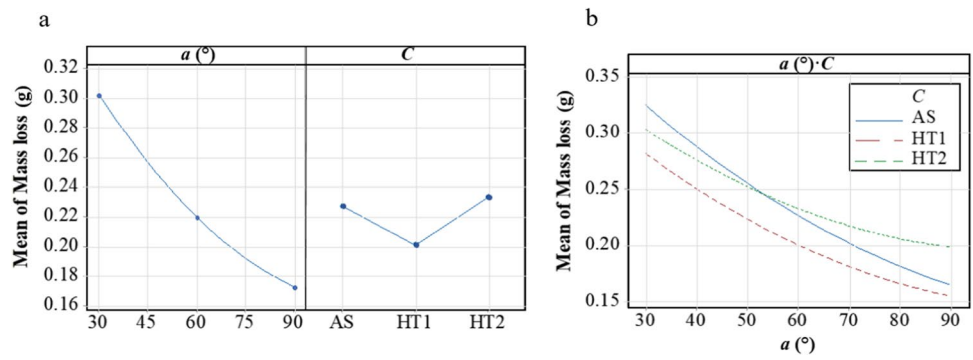 a
a (°)
C
Mean of Mass loss (g)
0.32
0.30
0.28
0.26
0.24
0.22
0.20
0.18
0.16
30 45 60 75 90 AS HT1 HT2
b
a (°)·C
Mean of Mass loss (g)
0.35
0.30
0.25
0.20
0.15
C
AS
HT1
HT2
30 40 50 60 70 80 90
a (°)